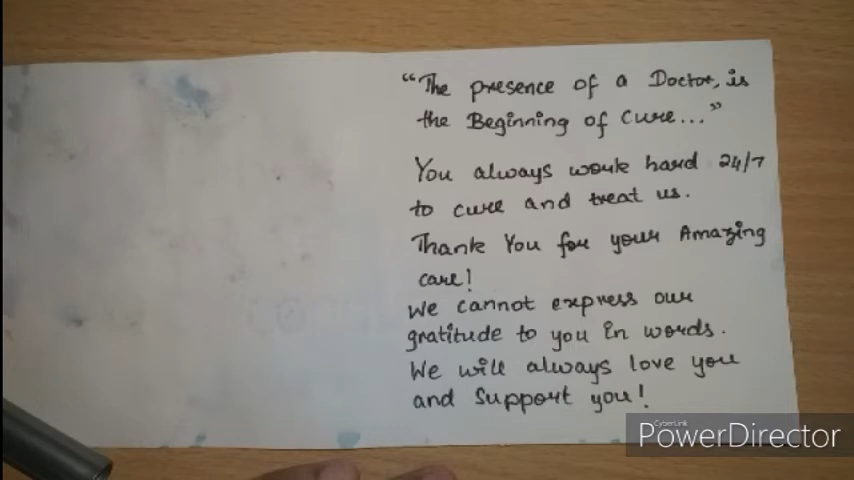 “The presence of a Doctor, is
the Beginning of Cure...”
You always work hard 24/7
to cure and treat us.
Thank You for your Amazing
care!
We cannot express our
gratitude to you in words.
We will always love you
and Support you!
CyberLink
PowerDirector